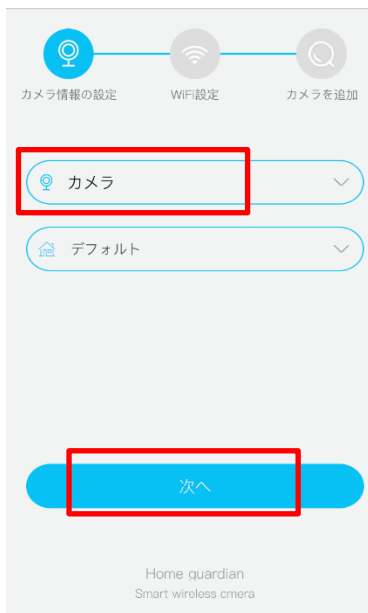 カメラ情報の設定 WiFi設定 カメラを追加
カメラ
デフォルト
次へ
Home guardian
Smart wireless cmera